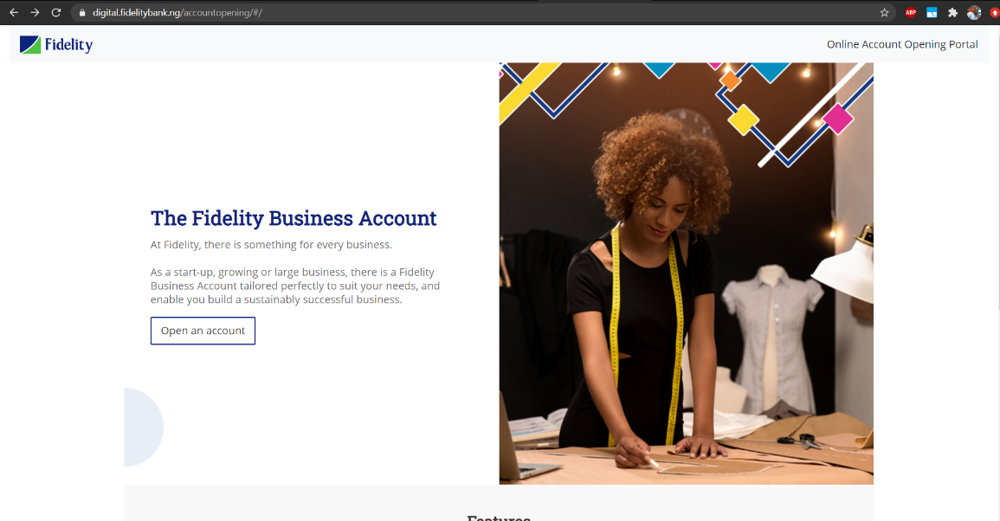 digital.fidelitybank.ng/accountopening/#/
ABP
Fidelity
Online Account Opening Portal
The Fidelity Business Account
At Fidelity, there is something for every business.
As a start-up, growing or large business, there is a Fidelity
Business Account tailored perfectly to suit your needs, and
enable you build a sustainably successful business.
Open an account
Features